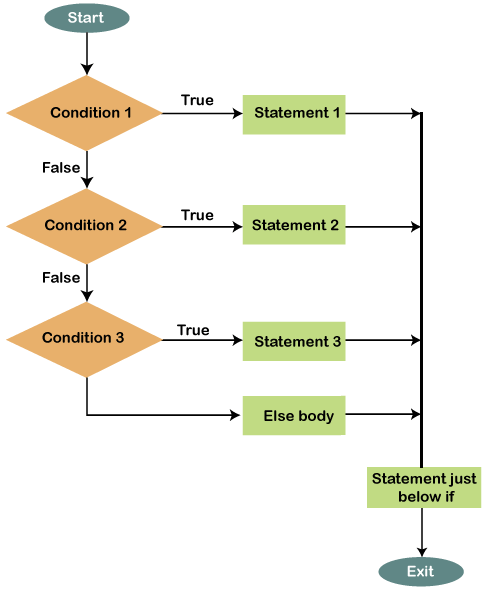 Start
Condition 1
True
Statement 1
False
Condition 2
True
Statement 2
False
Condition 3
True
Statement 3
Else body
Statement just
below if
Exit